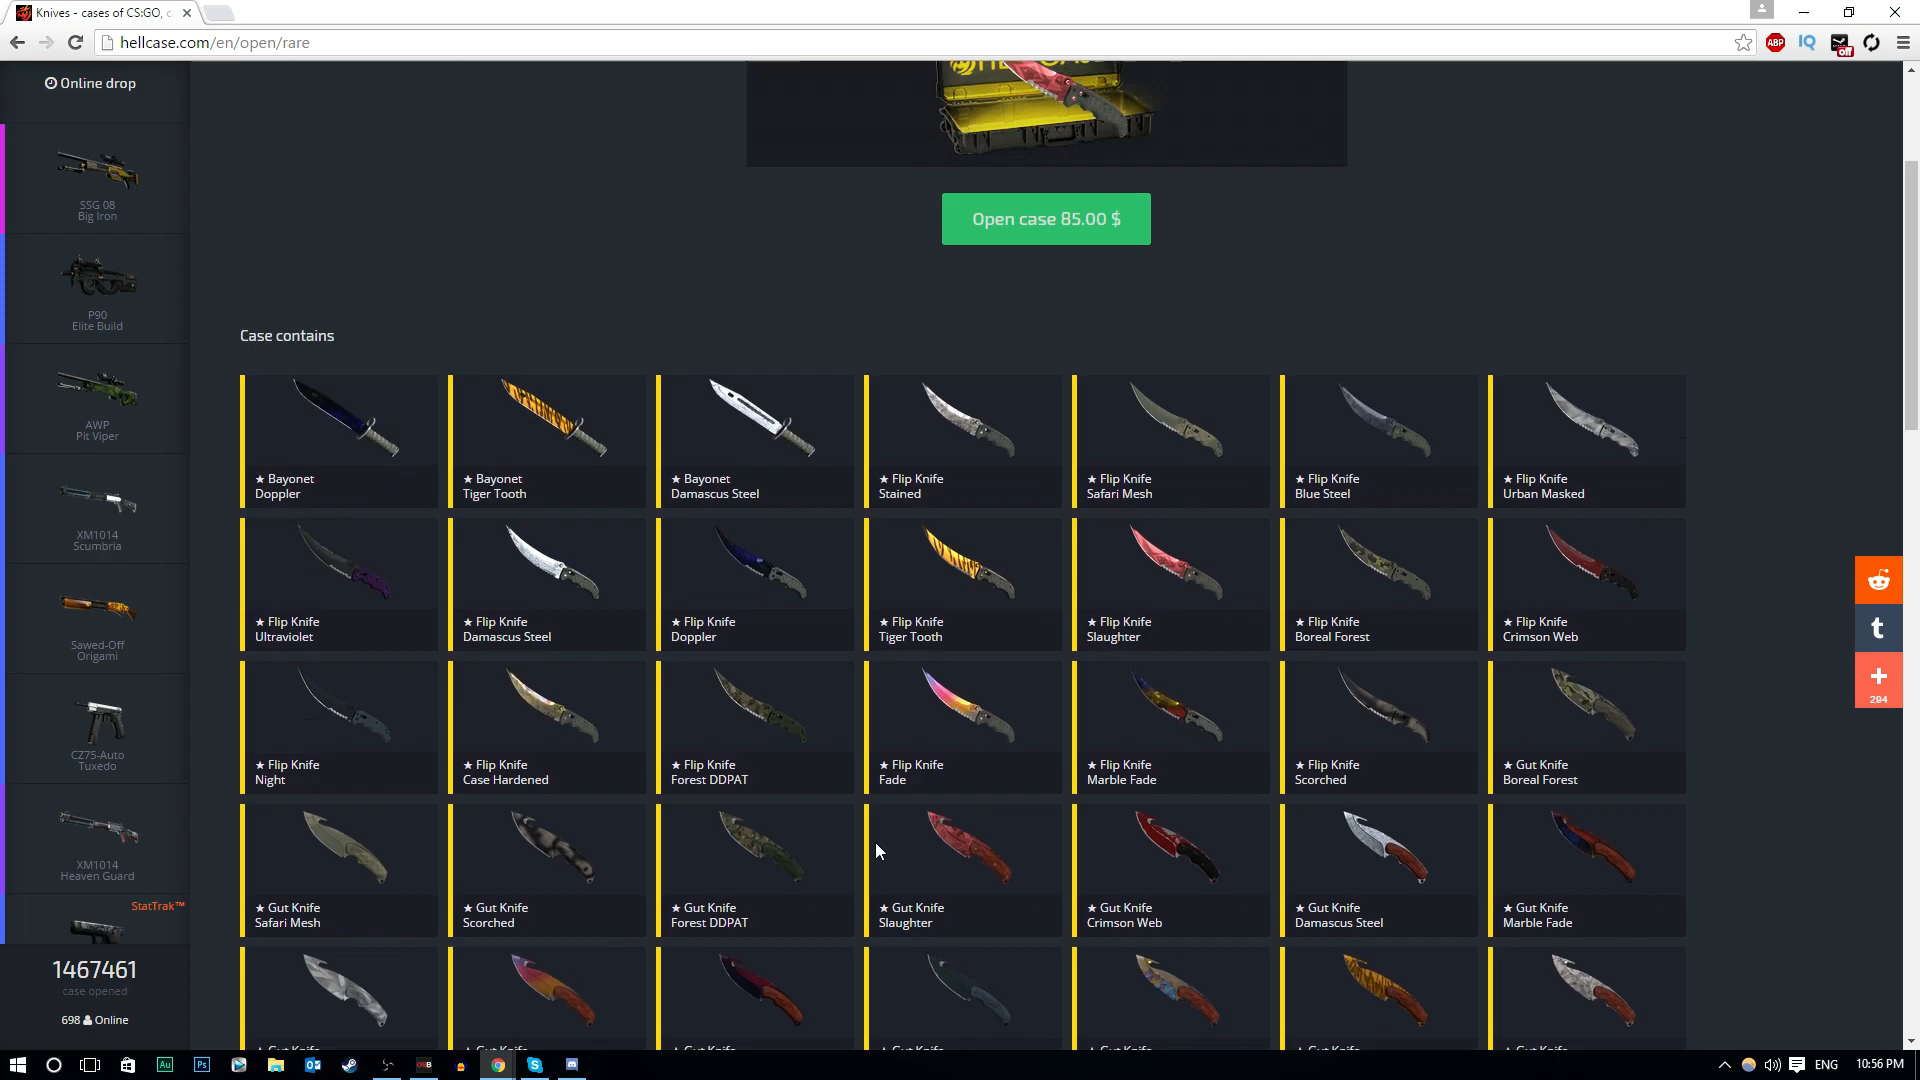 Knives - cases of CS:GO, c
hellcase.com/en/open/rare
ABP
IQ
off
Online drop
SSG 08
Big Iron
P90
Elite Build
AWP
Pit Viper
XM1014
Scumbria
Sawed-Off
Origami
CZ75-Auto
Tuxedo
XM1014
Heaven Guard
StatTrak™
1467461
case opened
698 Online
Open case 85.00 $
Case contains
★ Bayonet
Doppler
★ Bayonet
Tiger Tooth
★ Bayonet
Damascus Steel
★ Flip Knife
Stained
★ Flip Knife
Safari Mesh
★ Flip Knife
Blue Steel
★ Flip Knife
Urban Masked
★ Flip Knife
Ultraviolet
★ Flip Knife
Damascus Steel
★ Flip Knife
Doppler
★ Flip Knife
Tiger Tooth
★ Flip Knife
Slaughter
★ Flip Knife
Boreal Forest
★ Flip Knife
Crimson Web
★ Flip Knife
Night
★ Flip Knife
Case Hardened
★ Flip Knife
Forest DDPAT
★ Flip Knife
Fade
★ Flip Knife
Marble Fade
★ Flip Knife
Scorched
★ Gut Knife
Boreal Forest
★ Gut Knife
Safari Mesh
★ Gut Knife
Scorched
★ Gut Knife
Forest DDPAT
★ Gut Knife
Slaughter
★ Gut Knife
Crimson Web
★ Gut Knife
Damascus Steel
★ Gut Knife
Marble Fade
t
294
Au
Ps
ENG
10:56 PM